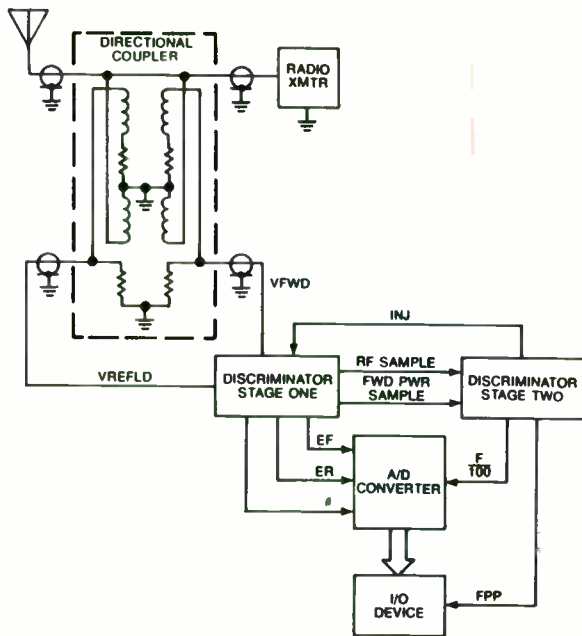 DIRECTIONAL
COUPLER
RADIO
XMTR
VFWD
INJ
VREFLD
DISCRIMINATOR
STAGE ONE
RF SAMPLE
FWD PWR
SAMPLE
DISCRIMINATOR
STAGE TWO
EF
ER
A/D
CONVERTER
F
100
I/O
DEVICE
FPP